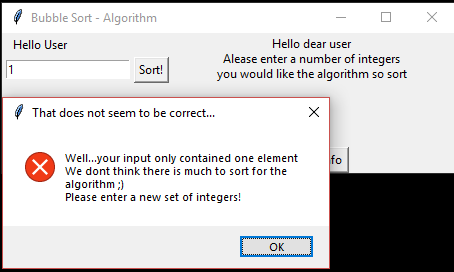 Bubble Sort - Algorithm
Hello User
Hello dear user
Alease enter a number of integers
you would like the algorithm so sort
1
Sort!
That does not seem to be correct...
Well...your input only contained one element
We dont think there is much to sort for the
algorithm ;)
Please enter a new set of integers!
OK